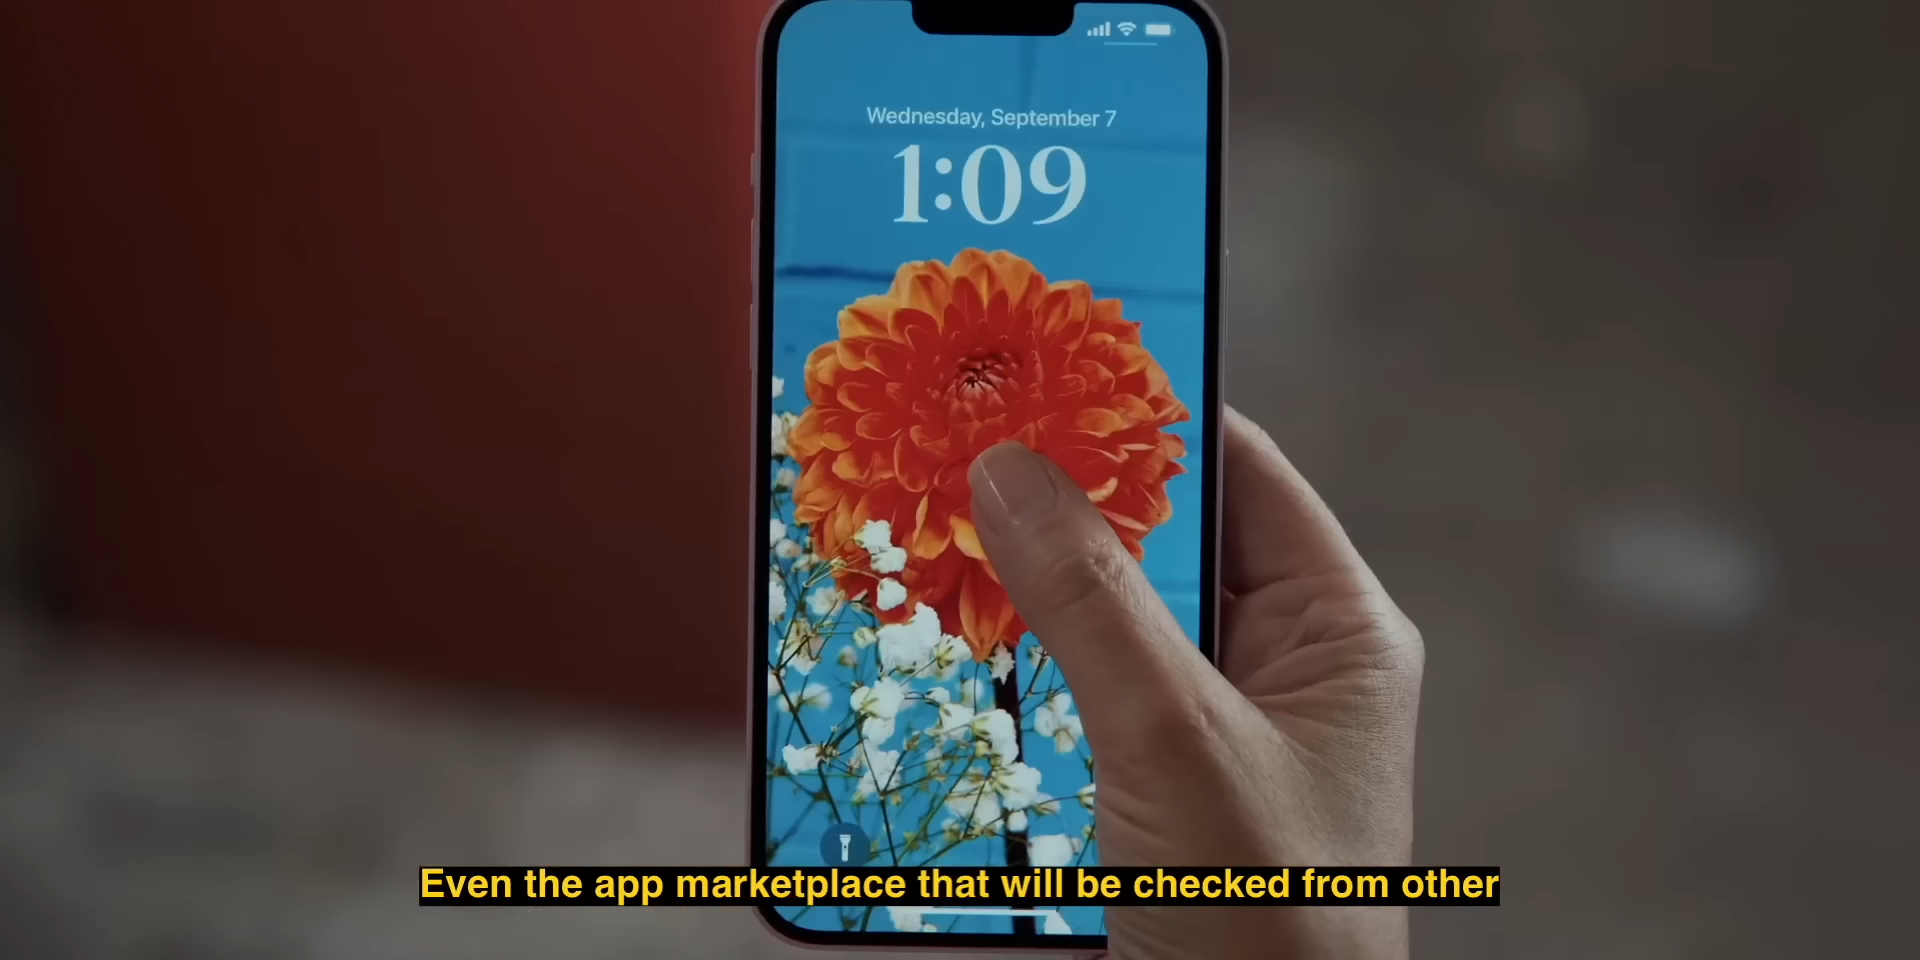 Wednesday, September 7
1:09
Even the app marketplace that will be checked from other